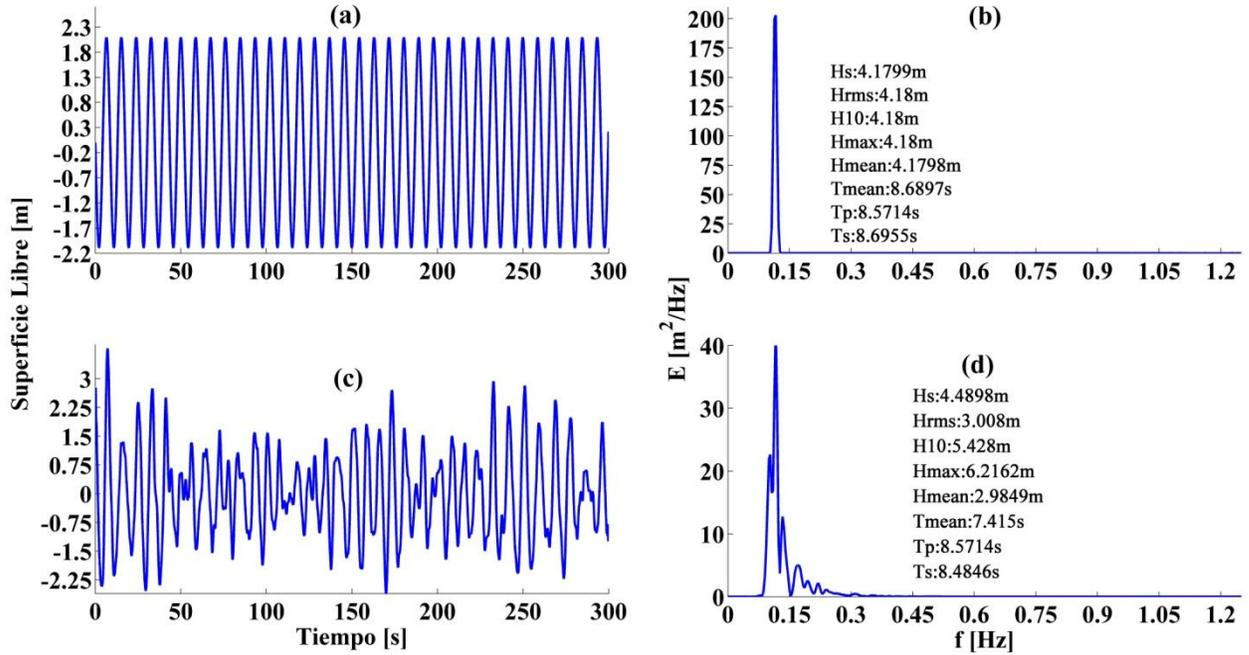 (a)
2.3
1.8
1.3
0.8
0.3
-0.2
-0.7
-1.2
-1.7
-2.2
0 50 100 150 200 250 300
(b)
200
175
150
125
100
75
50
25
0
Hs:4.1799m
Hrms:4.18m
H10:4.18m
Hmax:4.18m
Hmean:4.1798m
Tmean:8.6897s
Tp:8.5714s
Ts:8.6955s
0 0.15 0.3 0.45 0.6 0.75 0.9 1.05 1.2
Superficie Libre [m]
E [m²/Hz]
(c)
3
2.25
1.5
0.75
0
-0.75
-1.5
-2.25
0 50 100 150 200 250 300
Tiempo [s]
(d)
40
30
20
10
0
Hs:4.4898m
Hrms:3.008m
H10:5.428m
Hmax:6.2162m
Hmean:2.9849m
Tmean:7.415s
Tp:8.5714s
Ts:8.4846s
0 0.15 0.3 0.45 0.6 0.75 0.9 1.05 1.2
f [Hz]